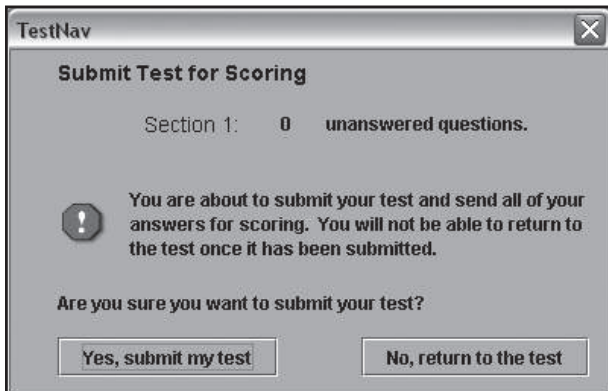 TestNav
Submit Test for Scoring
Section 1: 0 unanswered questions.
You are about to submit your test and send all of your
answers for scoring. You will not be able to return to
the test once it has been submitted.
Are you sure you want to submit your test?
Yes, submit my test No, return to the test